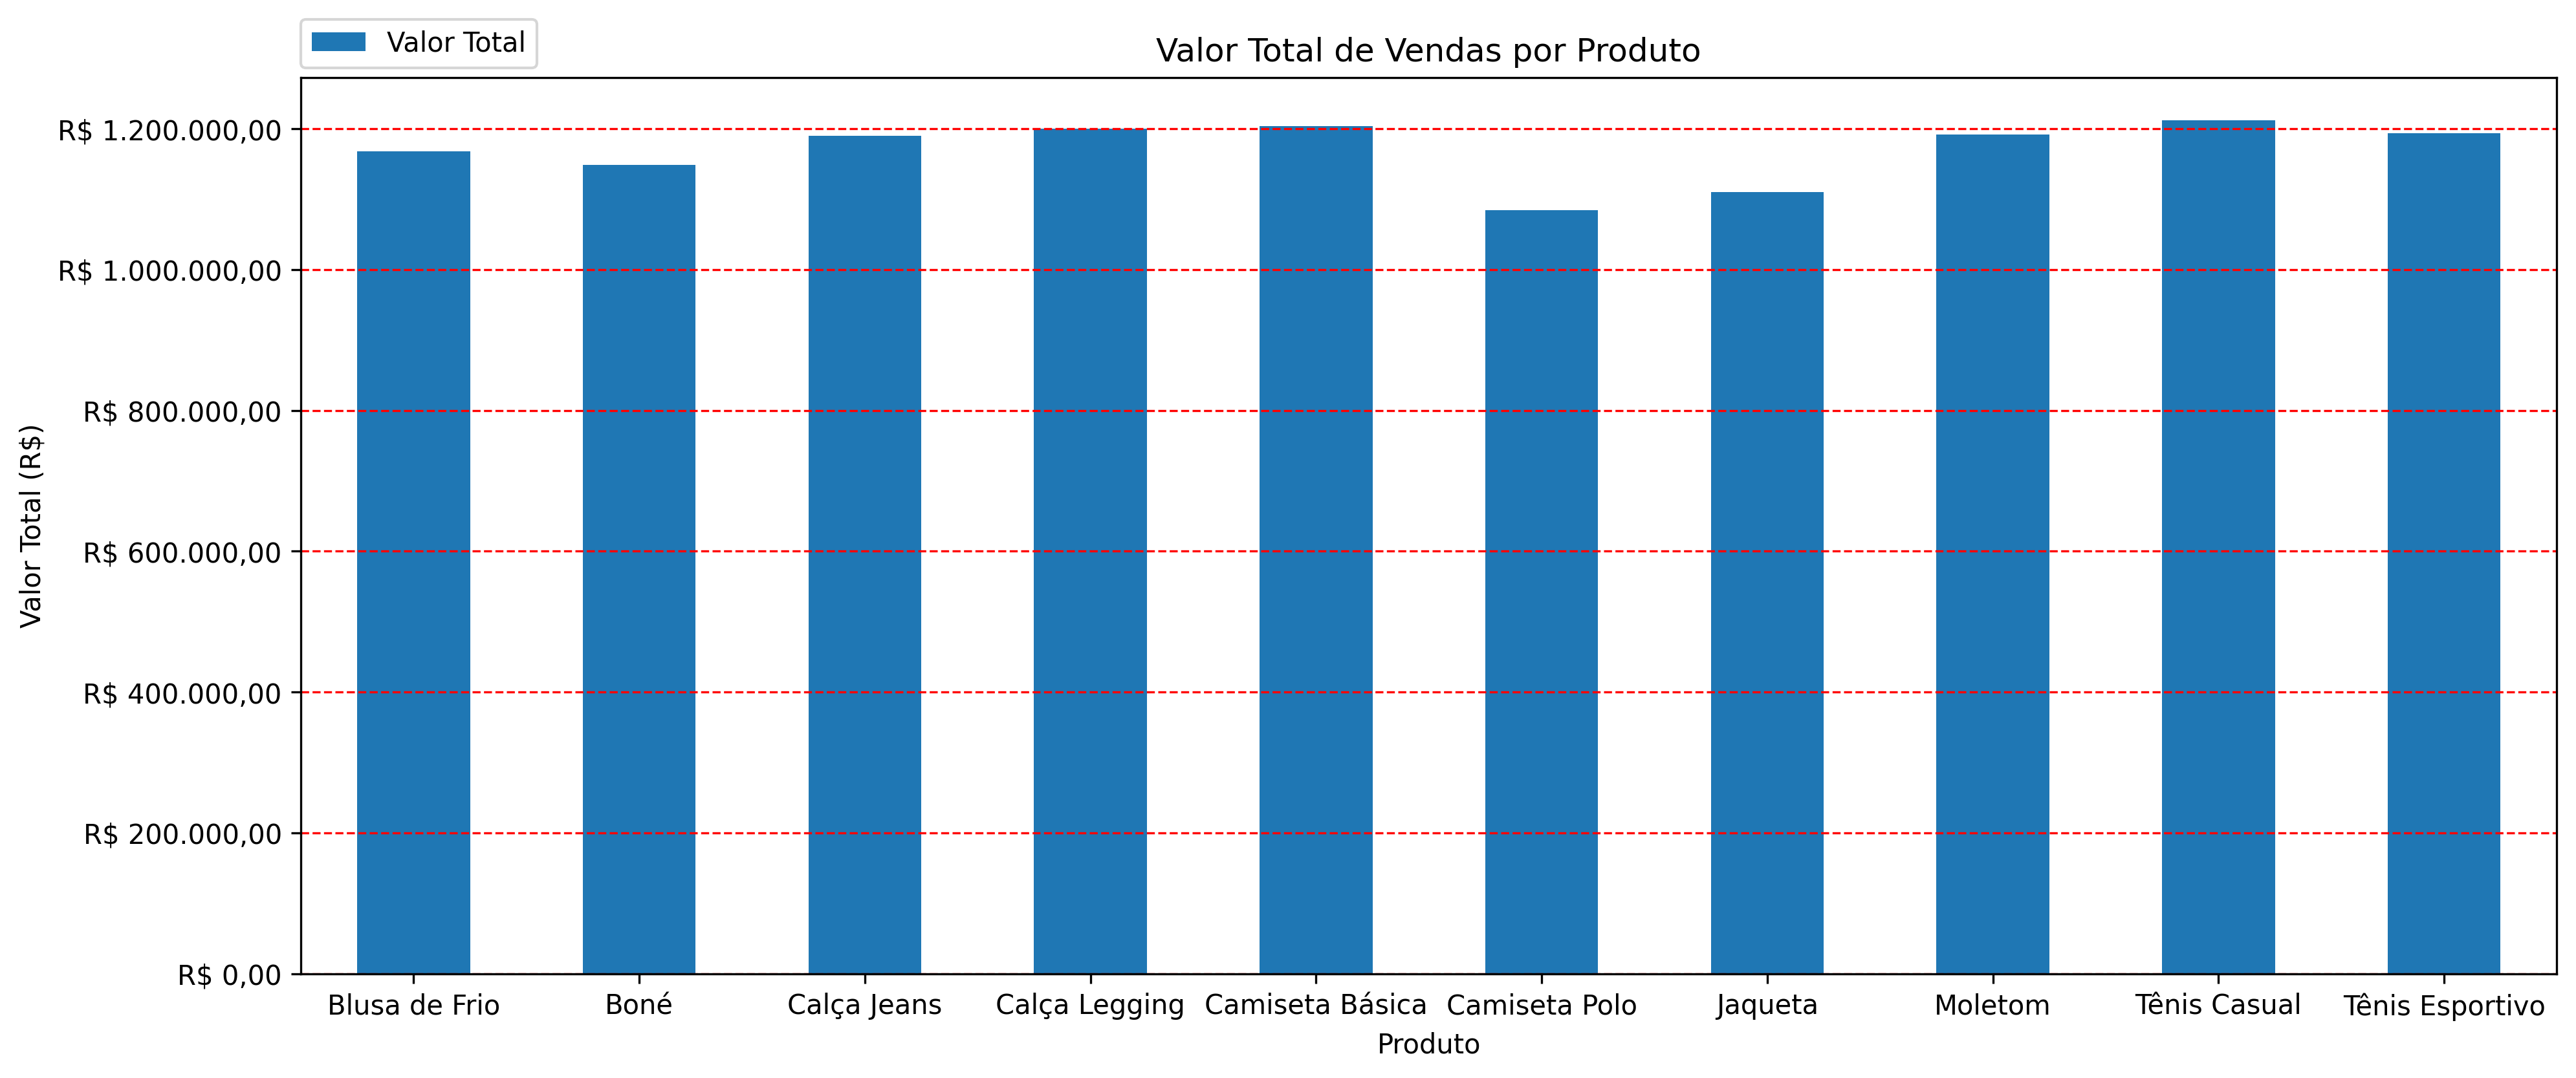 Valor Total
Valor Total de Vendas por Produto
R$ 1.200.000,00
R$ 1.000.000,00
R$ 800.000,00
R$ 600.000,00
R$ 400.000,00
R$ 200.000,00
R$ 0,00
Valor Total (R$)
Blusa de Frio Boné Calça Jeans Calça Legging Camiseta Básica Camiseta Polo Jaqueta Moletom Tênis Casual Tênis Esportivo
Produto